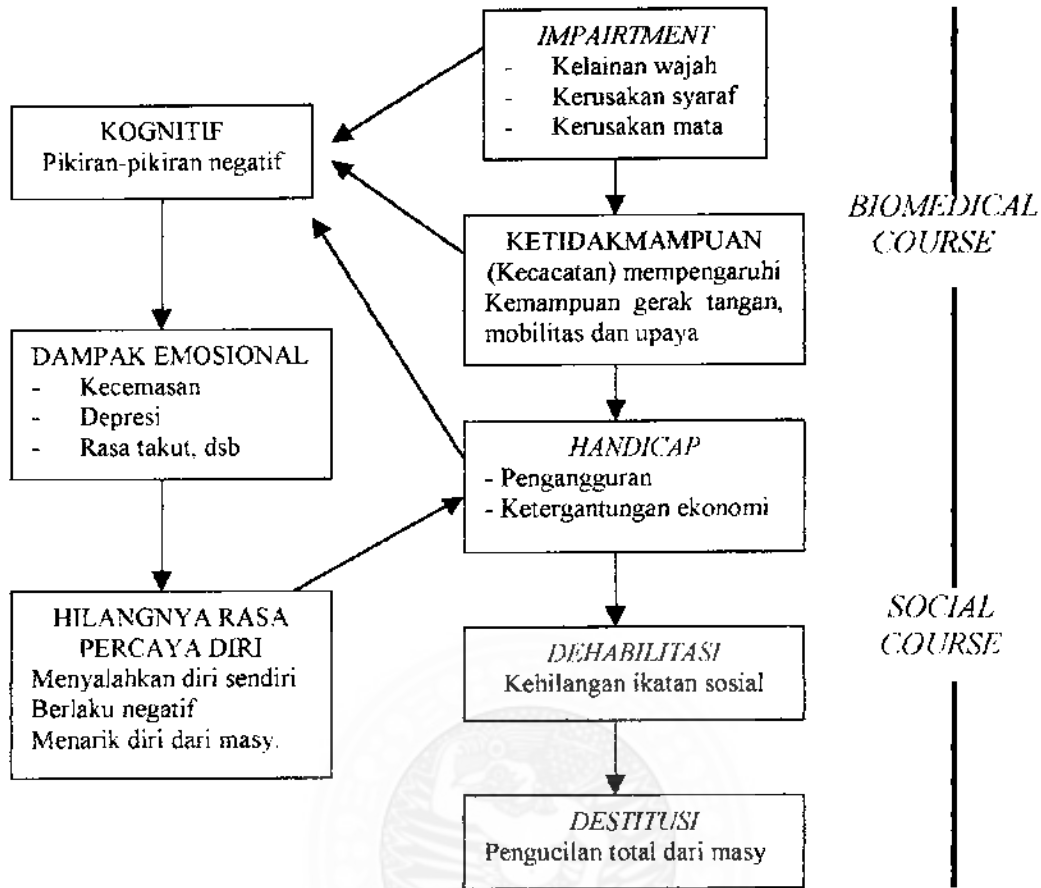 IMPAIRTMENT
- Kelainan wajah
- Kerusakan syaraf
- Kerusakan mata
KOGNITIF
Pikiran-pikiran negatif
BIOMEDICAL
COURSE
KETIDAKMAMPUAN
(Kecacatan) mempengaruhi
Kemampuan gerak tangan,
mobilitas dan upaya
DAMPAK EMOSIONAL
- Kecemasan
- Depresi
- Rasa takut, dsb
HANDICAP
- Pengangguran
- Ketergantungan ekonomi
HILANGNYA RASA
PERCAYA DIRI
Menyalahkan diri sendiri
Berlaku negatif
Menarik diri dari masy.
SOCIAL
COURSE
DEHABILITASI
Kehilangan ikatan sosial
DESTITUSI
Pengucilan total dari masy